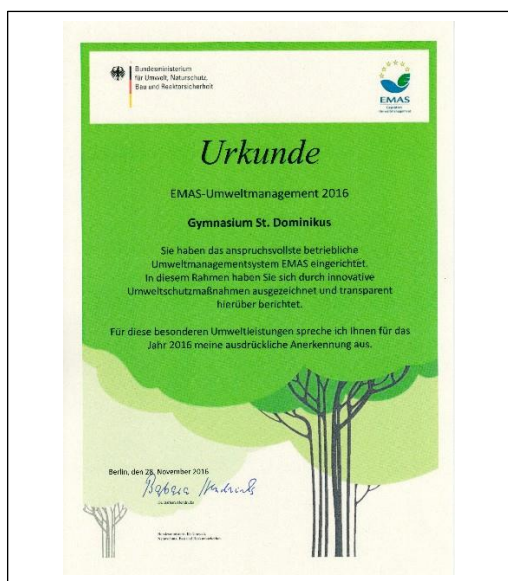 Bundesministerium
für Umwelt, Naturschutz,
Bau und Reaktorsicherheit
EMAS
Urkunde
EMAS-Umweltmanagement 2016
Gymnasium St. Dominikus
Sie haben das anspruchsvollste betriebliche
Umweltmanagementsystem EMAS eingerichtet.
In diesem Rahmen haben Sie sich durch innovative
Umweltschutzmaßnahmen ausgezeichnet und transparent
hierüber berichtet.
Für diese besonderen Umweltleistungen spreche ich Ihnen für das
Jahr 2016 meine ausdrückliche Anerkennung aus.
Berlin, den 28. November 2016
Barbara Hendricks